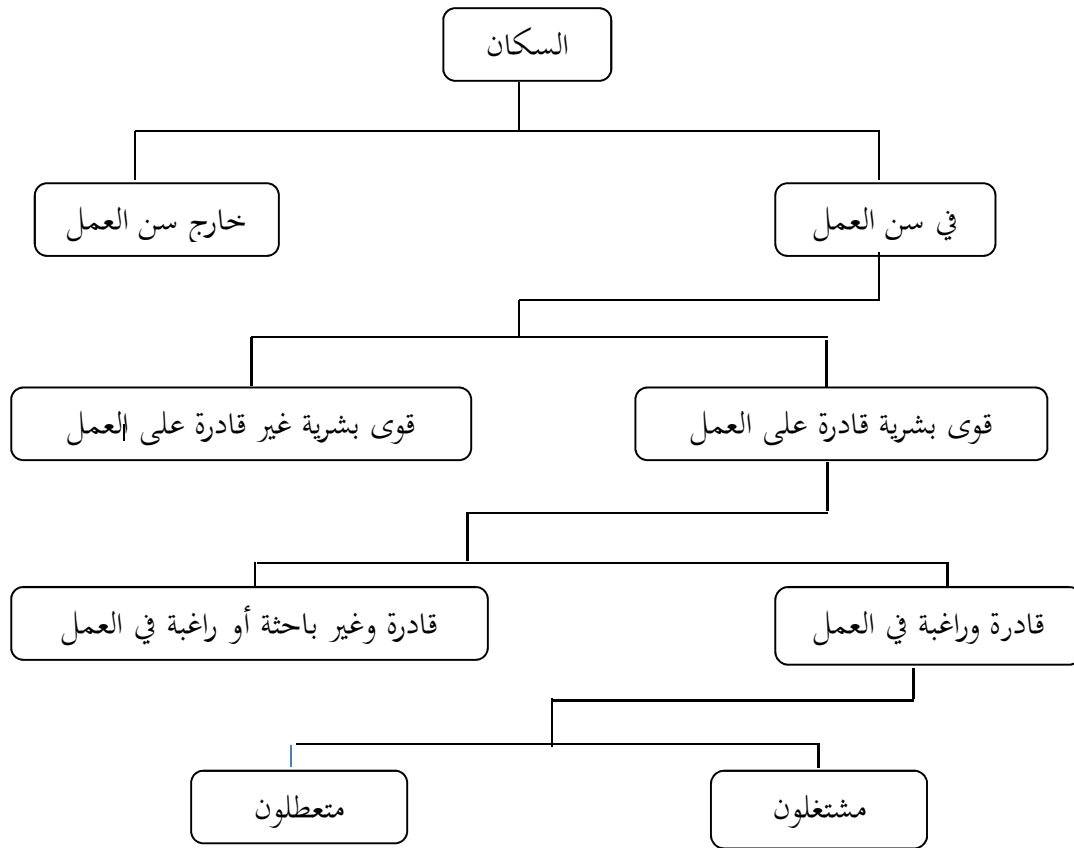 السكان
في سن العمل
خارج سن العمل
قوى بشرية قادرة على العمل
قوى بشرية غير قادرة على العمل
قادرة وراغبة في العمل
قادرة وغير باحثة أو راغبة في العمل
مشتغلون
متعطلون